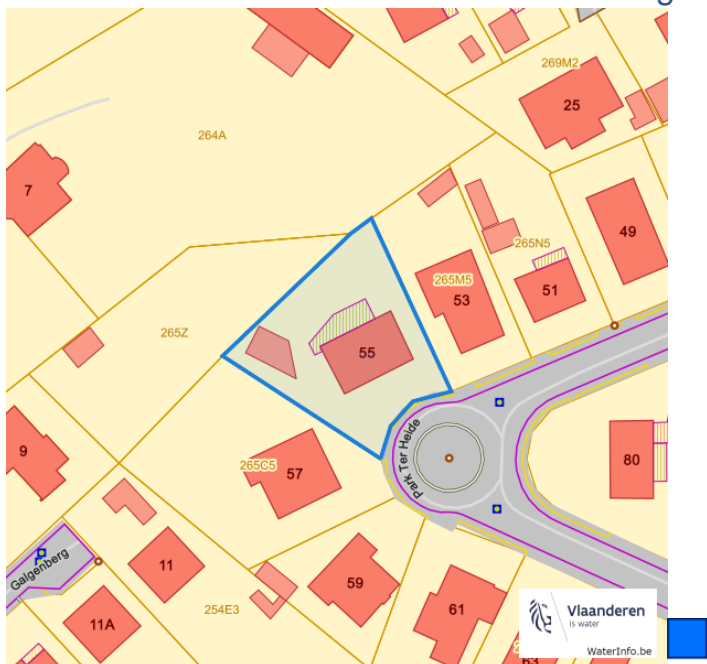 269M2
25
264A
7
49
265N5
265M5
53
51
265Z
55
Park Ter Heide
9
265C5
57
80
Galgenberg
11
59
254E3
61
11A
Vlaanderen
is water
WaterInfo.be